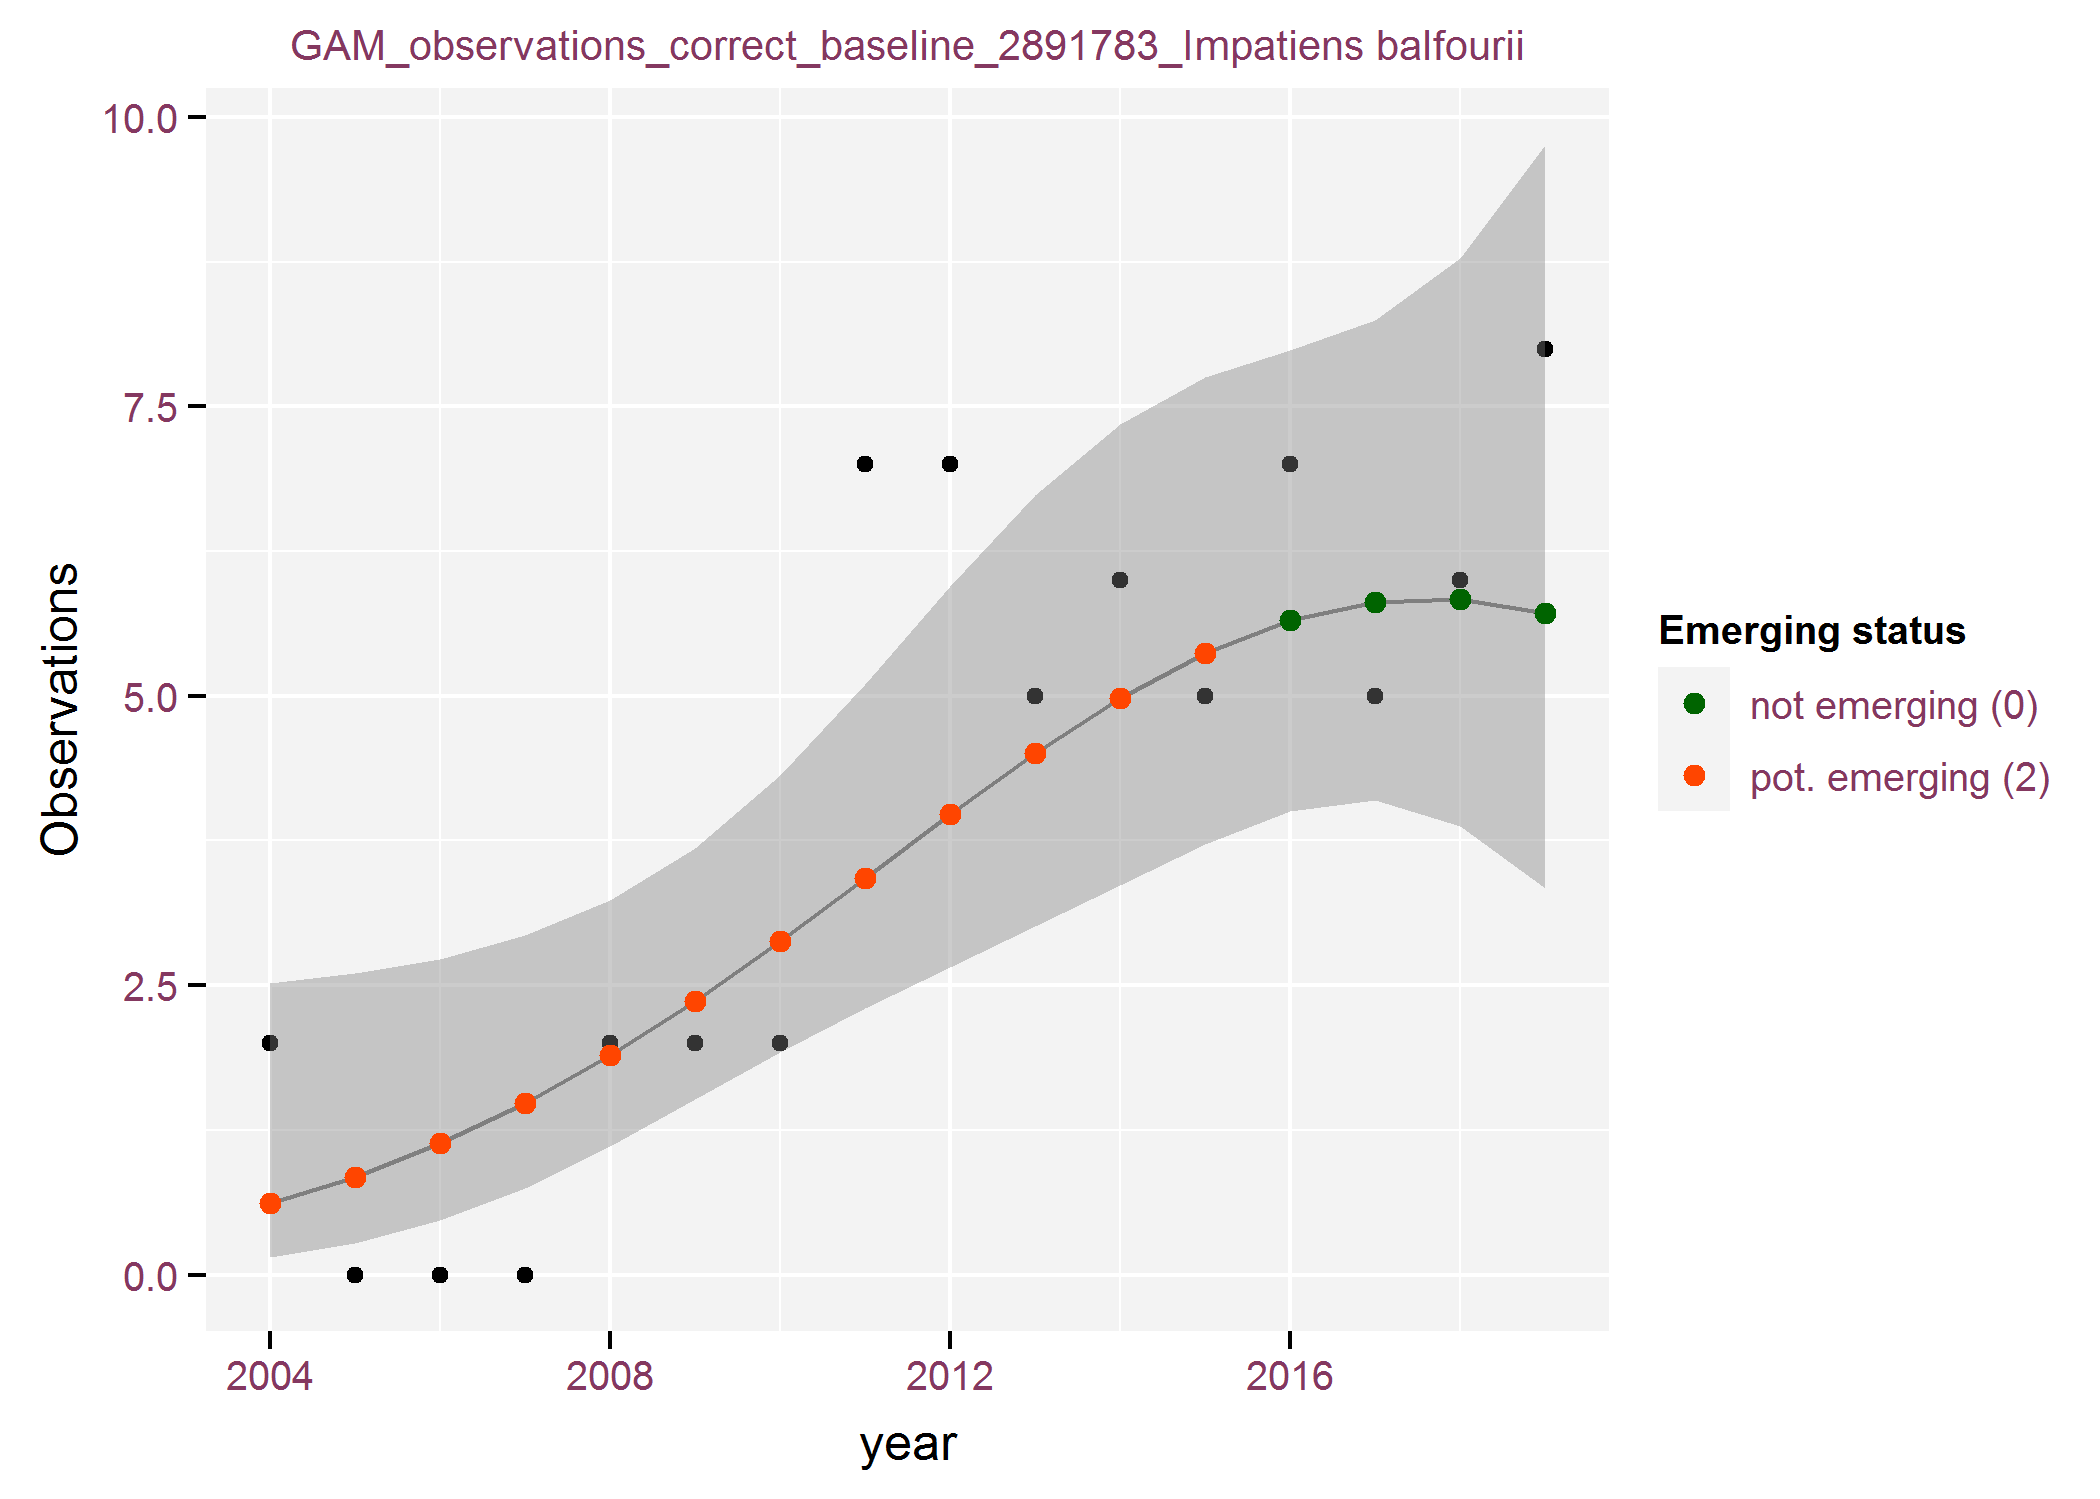 GAM_observations_correct_baseline_2891783_Impatiens balfourii
10.0
7.5
5.0
2.5
0.0
Observations
2004 2008 2012 2016
year
Emerging status
not emerging (0)
pot. emerging (2)